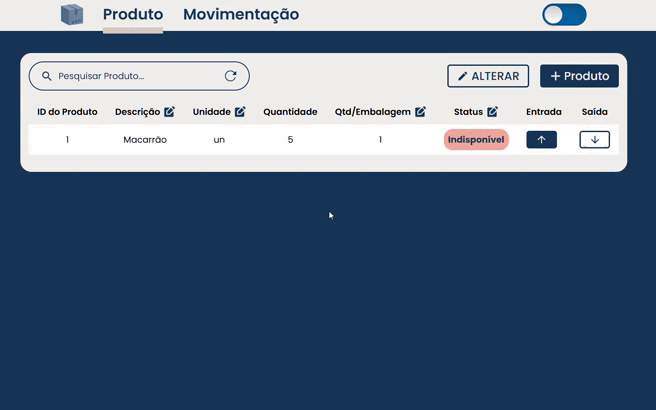 Produto Movimentação
Pesquisar Produto... ALTERAR + Produto
ID do Produto Descrição Unidade Quantidade Qtd/Embalagem Status Entrada Saída
1 Macarrão un 5 1 Indisponível